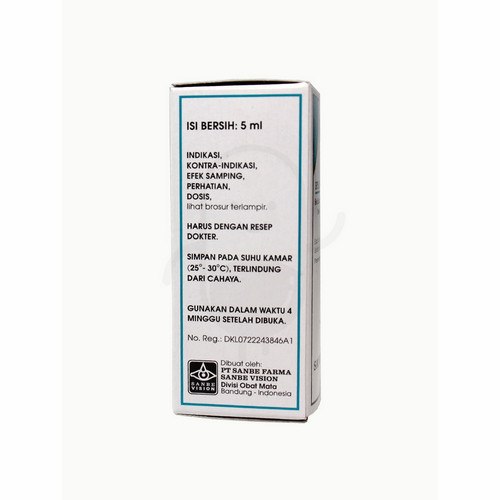 ISI BERSIH: 5 ml
INDIKASI,
KONTRA-INDIKASI,
EFEK SAMPING,
PERHATIAN,
DOSIS,
lihat brosur terlampir.
HARUS DENGAN RESEP
DOKTER.
SIMPAN PADA SUHU KAMAR
(25°- 30°C), TERLINDUNG
DARI CAHAYA.
GUNAKAN DALAM WAKTU 4
MINGGU SETELAH DIBUKA.
No. Reg.: DKL0722243846A1
SANBE
VISION
Dibuat oleh:
PT SANBE FARMA
SANBE VISION
Divisi Obat Mata
Bandung - Indonesia